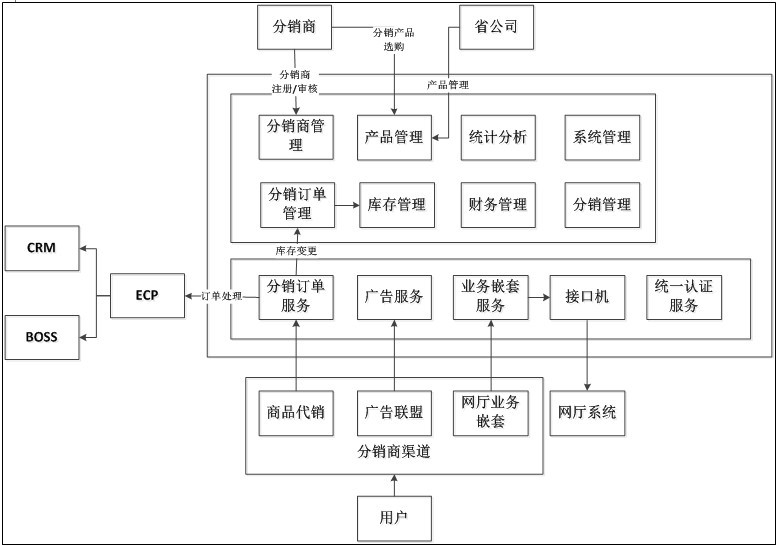 分销商
分销产品
选购
省公司
分销商
注册/审核
产品管理
分销商管
理
产品管理
统计分析
系统管理
分销订单
管理
库存管理
财务管理
分销管理
库存变更
CRM
BOSS
ECP
订单处理
分销订单
服务
广告服务
业务嵌套
服务
接口机
统一认证
服务
商品代销
广告联盟
网厅业务
嵌套
网厅系统
分销商渠道
用户